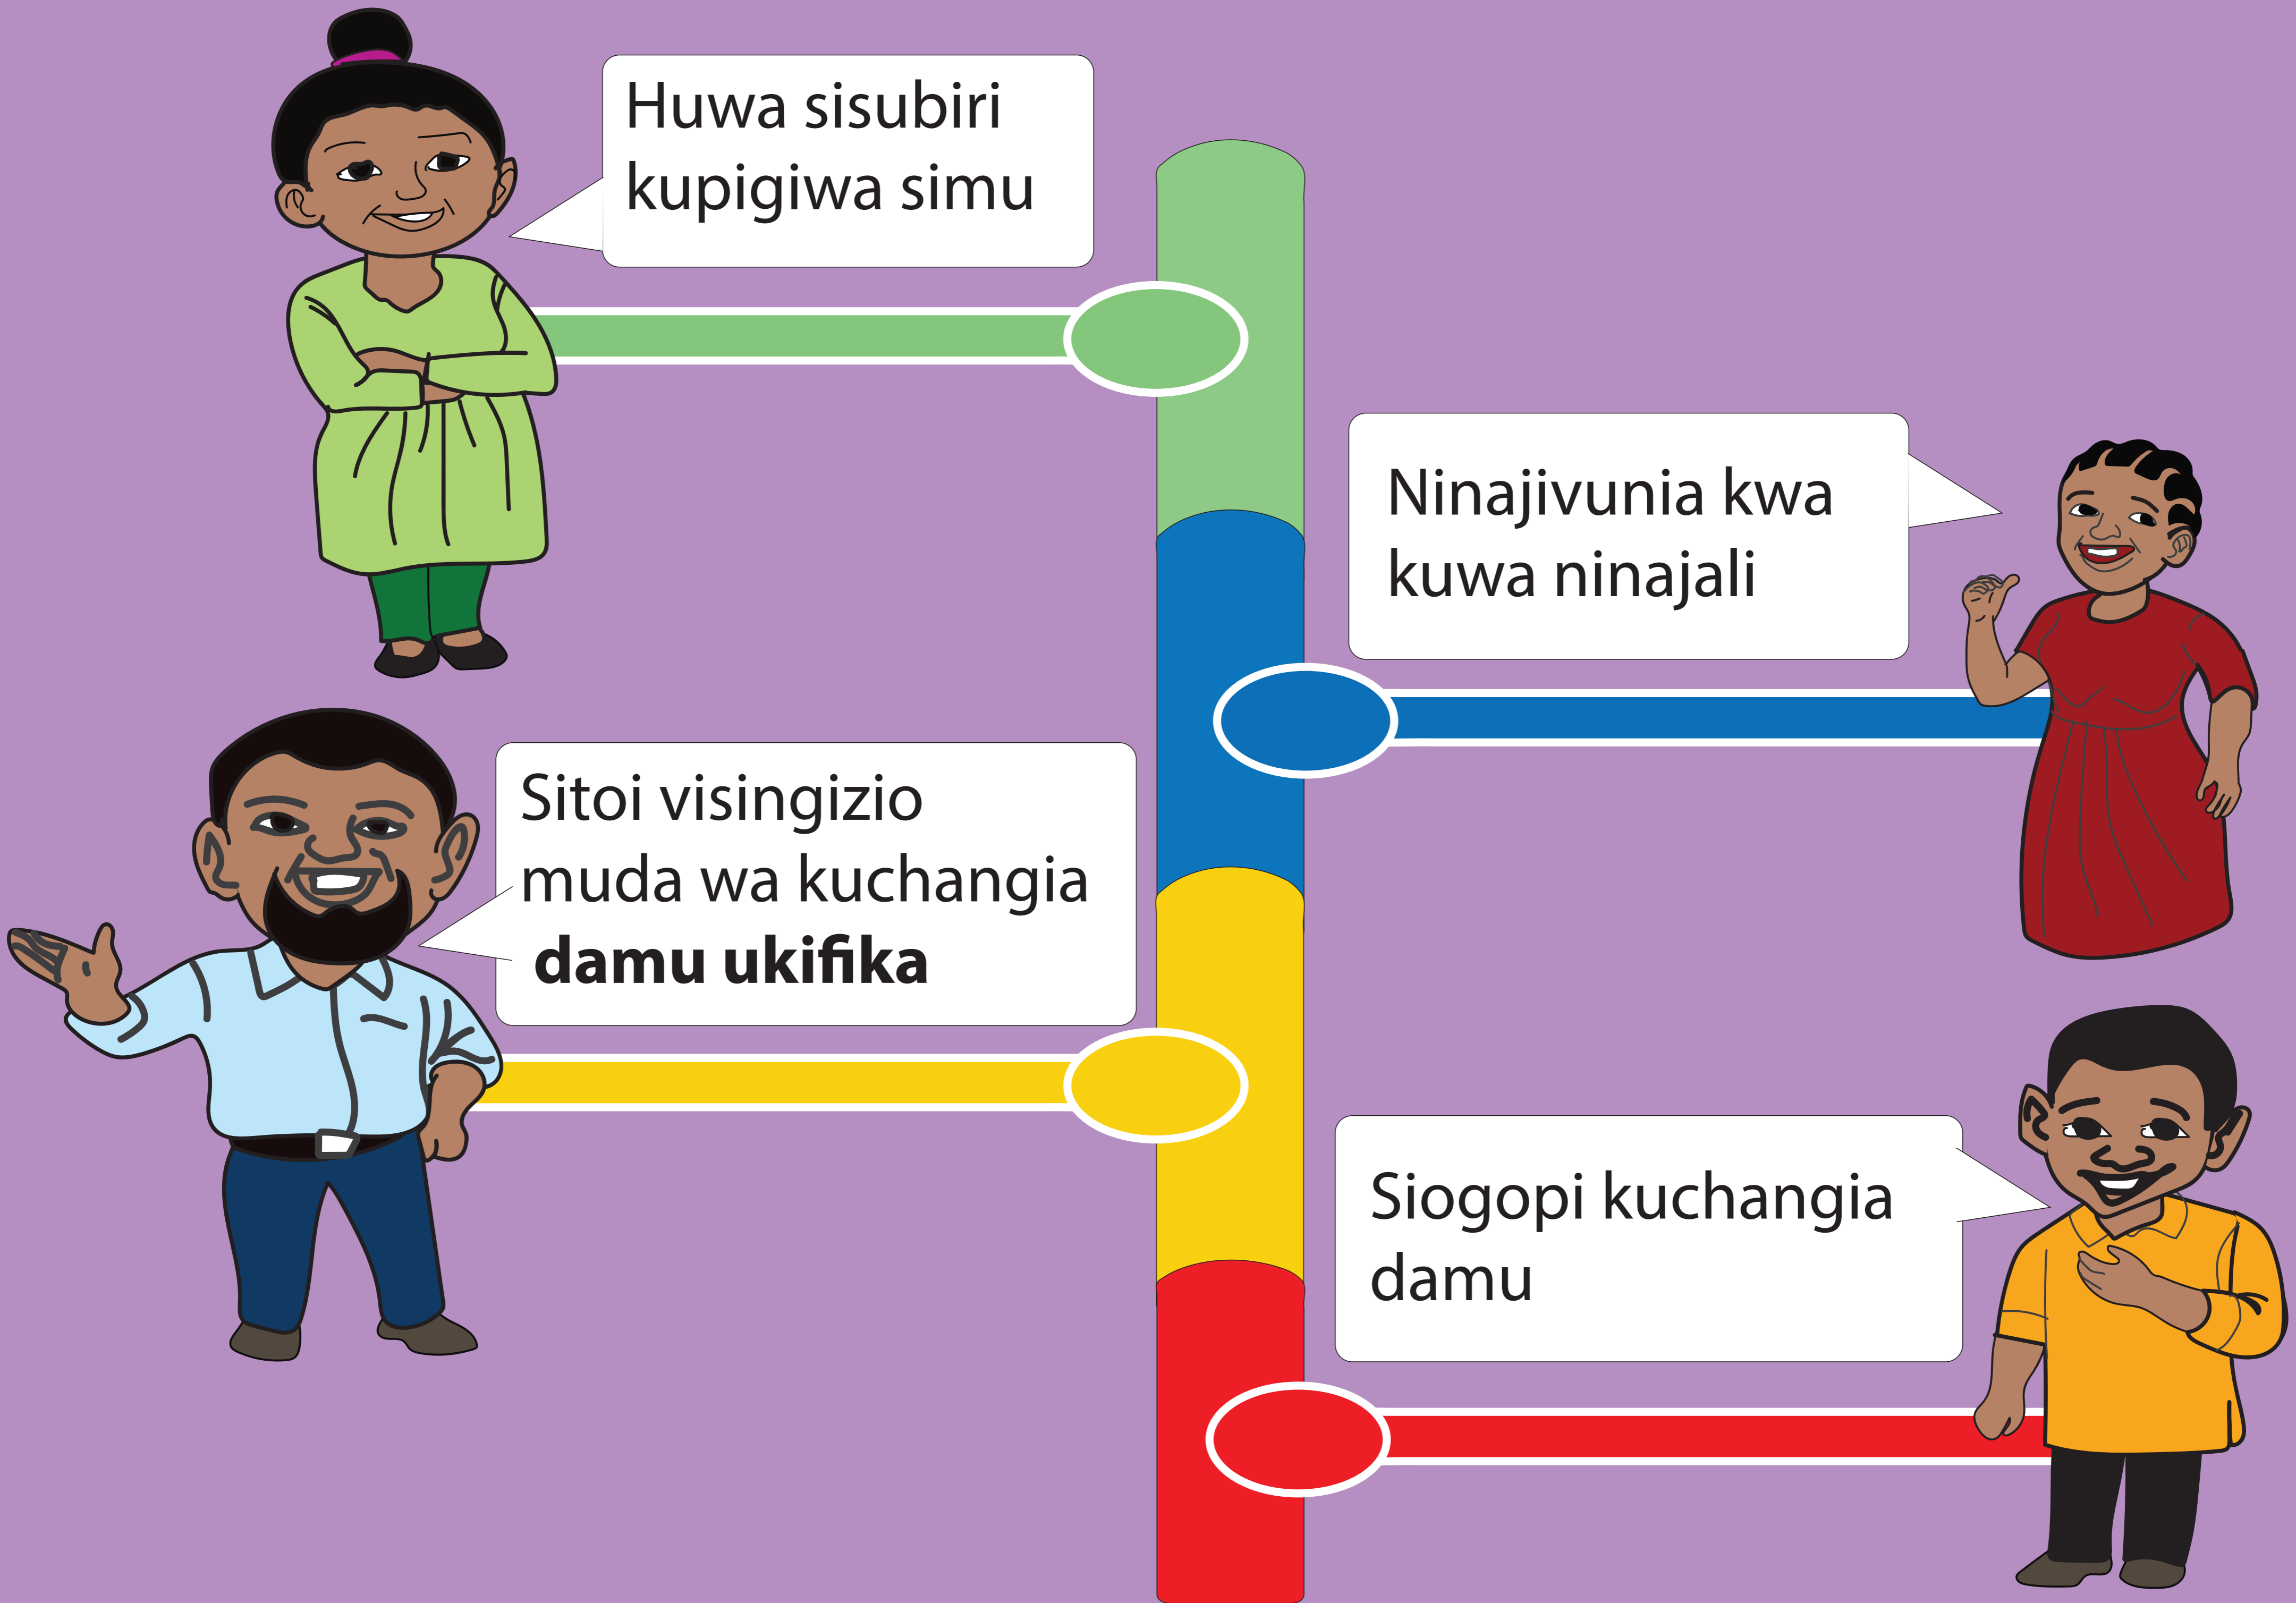 Huwa sisubiri
kupigiwa simu
Ninajivunia kwa
kuwa ninajali
Sitoi visingizio
muda wa kuchangia
damu ukifika
Siogopi kuchangia
damu